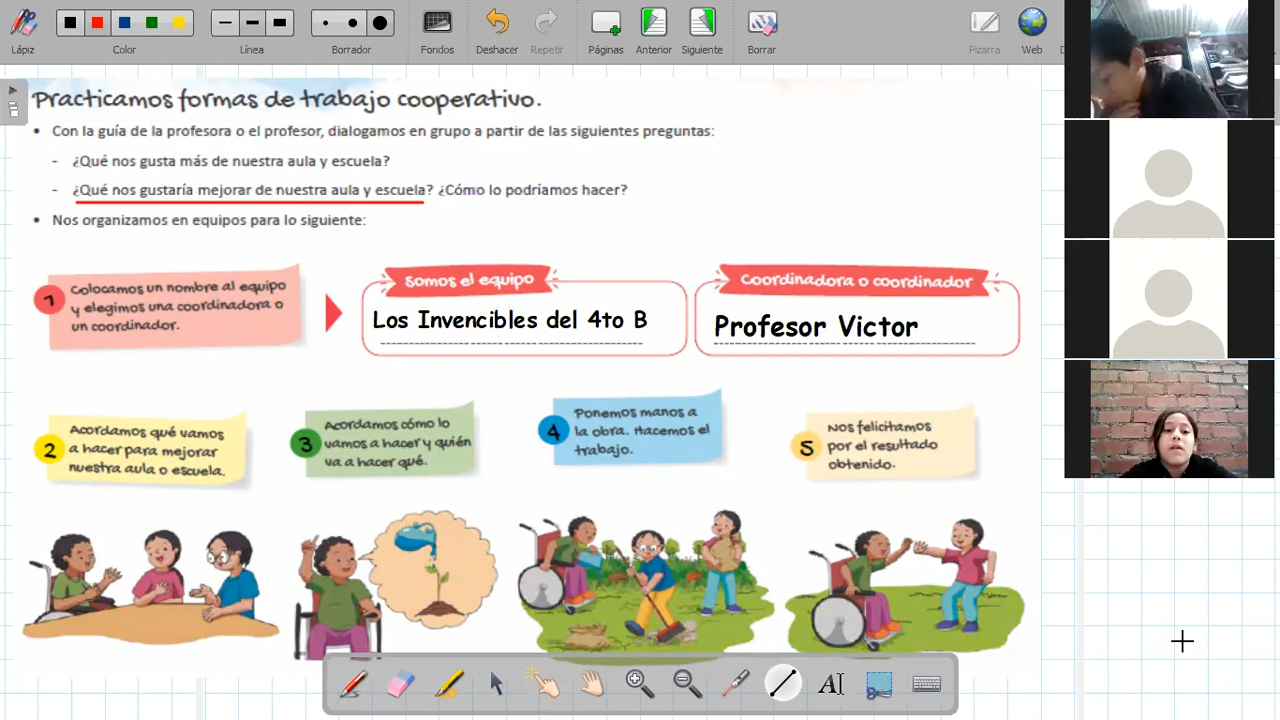 Lápiz
Color
Línea
Borrador
Fondos
Deshacer
Repetir
Páginas
Anterior
Siguiente
Borrar
Pizarra
Web
Practicamos formas de trabajo cooperativo.
• Con la guía de la profesora o el profesor, dialogamos en grupo a partir de las siguientes preguntas:
- ¿Qué nos gusta más de nuestra aula y escuela?
- ¿Qué nos gustaría mejorar de nuestra aula y escuela? ¿Cómo lo podríamos hacer?
• Nos organizamos en equipos para lo siguiente:
1
Colocamos un nombre al equipo
y elegimos una coordinadora o
un coordinador.
Somos el equipo
Los Invencibles del 4to B
Coordinadora o coordinador
Profesor Victor
2
Acordamos qué vamos
a hacer para mejorar
nuestra aula o escuela.
3
Acordamos cómo lo
vamos a hacer y quién
va a hacer qué.
4
Ponemos manos a
la obra. Hacemos el
trabajo.
5
Nos felicitamos
por el resultado
obtenido.